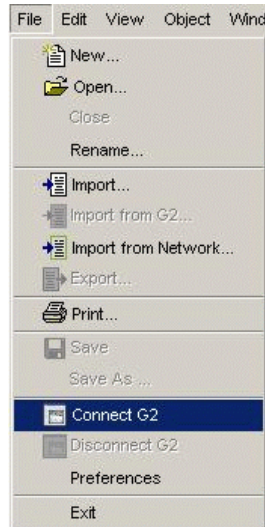 File Edit View Object Wind
New...
Open...
Close
Rename...
Import...
Import from G2...
Import from Network...
Export...
Print...
Save
Save As ...
Connect G2
Disconnect G2
Preferences
Exit